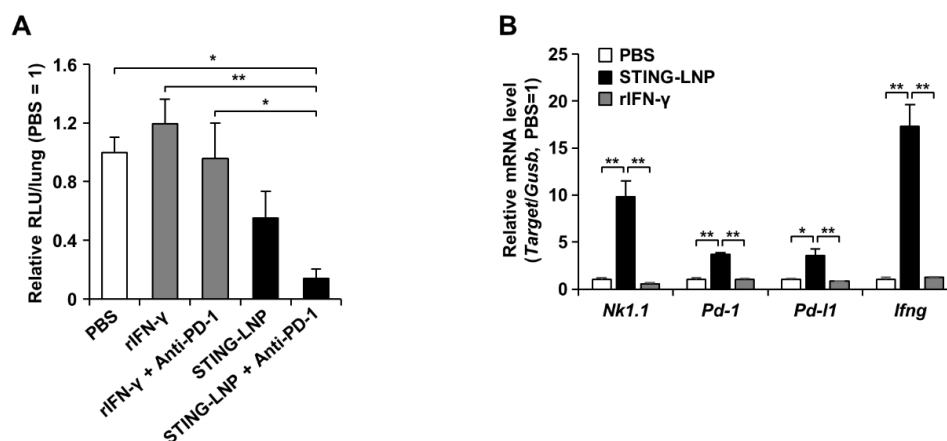 A
Relative RLU/lung (PBS = 1)
1.6
1.2
0.8
0.4
0
*
**
*
PBS
rIFN-γ
rIFN-γ + Anti-PD-1
STING-LNP
STING-LNP + Anti-PD-1
B
Relative mRNA level
(Target/Gusb, PBS=1)
25
20
15
10
5
0
PBS
STING-LNP
rIFN-γ
** **
** **
* **
** **
Nk1.1
Pd-1
Pd-l1
Ifng